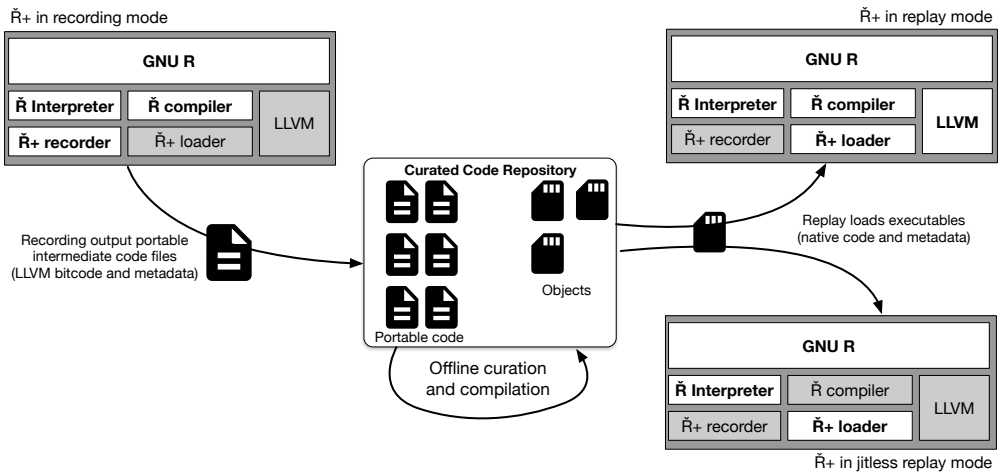 Ř+ in recording mode
GNU R
Ř Interpreter
Ř compiler
LLVM
Ř+ recorder
Ř+ loader
Recording output portable
intermediate code files
(LLVM bitcode and metadata)
Curated Code Repository
Objects
Portable code
Offline curation
and compilation
Ř+ in replay mode
GNU R
Ř Interpreter
Ř compiler
LLVM
Ř+ recorder
Ř+ loader
Replay loads executables
(native code and metadata)
GNU R
Ř Interpreter
Ř compiler
LLVM
Ř+ recorder
Ř+ loader
Ř+ in jitless replay mode